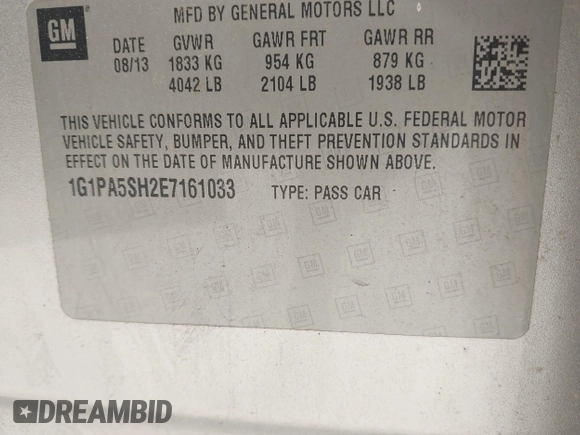 MFD BY GENERAL MOTORS LLC
GM
DATE GVWR GAWR FRT GAWR RR
08/13 1833 KG 954 KG 879 KG
4042 LB 2104 LB 1938 LB
THIS VEHICLE CONFORMS TO ALL APPLICABLE U.S. FEDERAL MOTOR
VEHICLE SAFETY, BUMPER, AND THEFT PREVENTION STANDARDS IN
EFFECT ON THE DATE OF MANUFACTURE SHOWN ABOVE.
1G1PA5SH2E7161033 TYPE: PASS CAR
DREAMBID